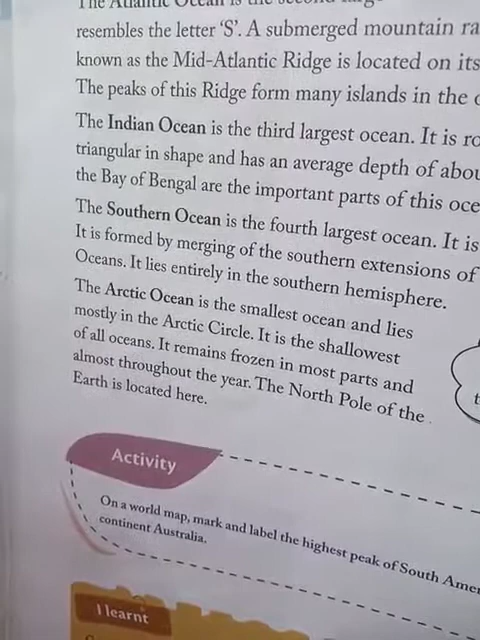 The Atlantic Ocean is the second
resembles the letter 'S'. A submerged mountain ra
known as the Mid-Atlantic Ridge is located on its
The peaks of this Ridge form many islands in the
The Indian Ocean is the third largest ocean. It is ro
triangular in shape and has an average depth of abou
the Bay of Bengal are the important parts of this oce
The Southern Ocean is the fourth largest ocean. It is
It is formed by merging of the southern extensions of
Oceans. It lies entirely in the southern hemisphere.
The Arctic Ocean is the smallest ocean and lies
mostly in the Arctic Circle. It is the shallowest
of all oceans. It remains frozen in most parts and
almost throughout the year. The North Pole of the
Earth is located here.
Activity
On a world map, mark and label the highest peak of South Amer
continent Australia.
I learnt